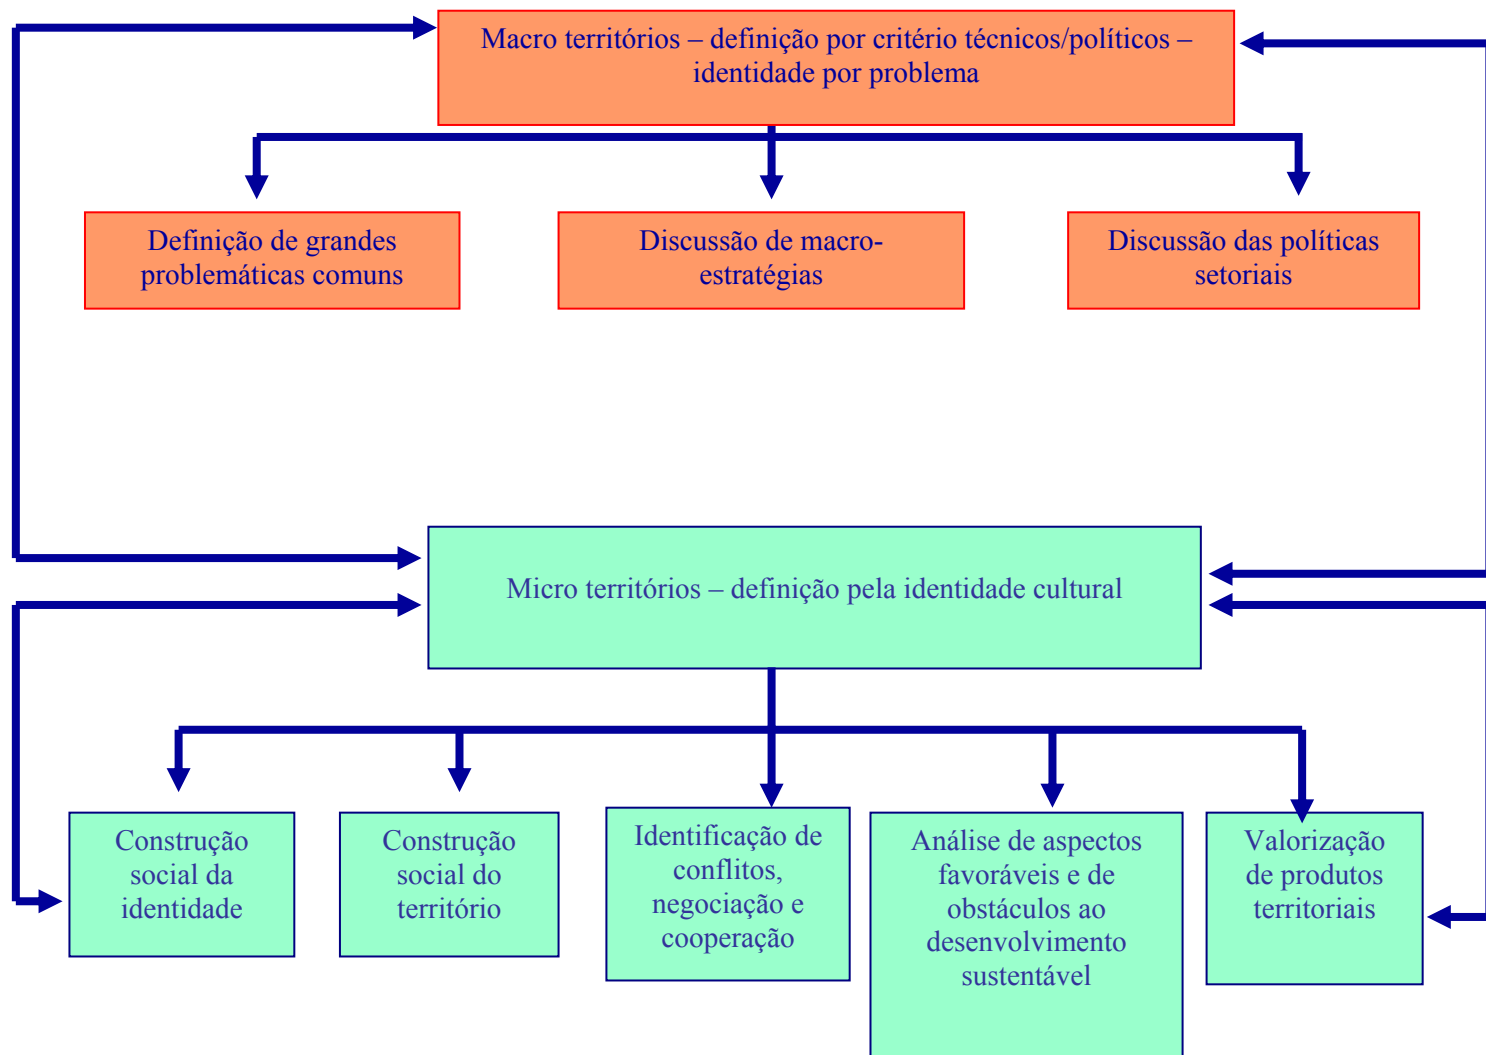 Macro territórios – definição por critério técnicos/políticos –
identidade por problema
Definição de grandes
problemáticas comuns
Discussão de macro-
estratégias
Discussão das políticas
setoriais
Micro territórios – definição pela identidade cultural
Construção
social da
identidade
Construção
social do
território
Identificação de
conflitos,
negociação e
cooperação
Análise de aspectos
favoráveis e de
obstáculos ao
desenvolvimento
sustentável
Valorização
de produtos
territoriais